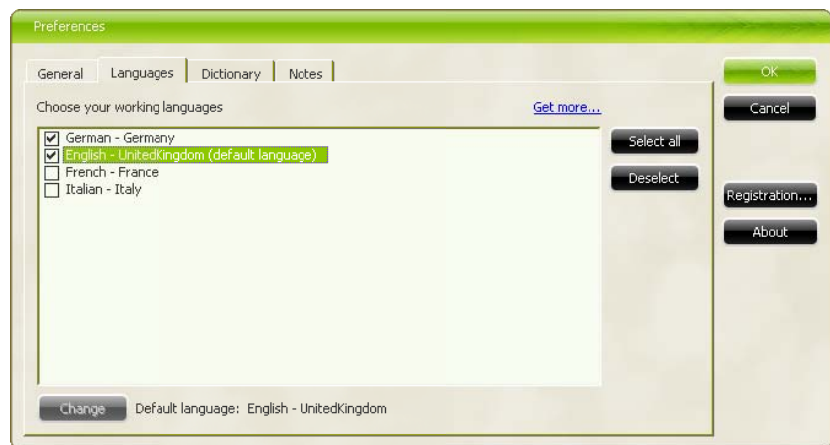 Preferences
General Languages Dictionary Notes
OK
Choose your working languages Get more...
Cancel
German - Germany
Select all
English - UnitedKingdom (default language)
French - France
Deselect
Italian - Italy
Registration...
About
Change Default language: English - UnitedKingdom